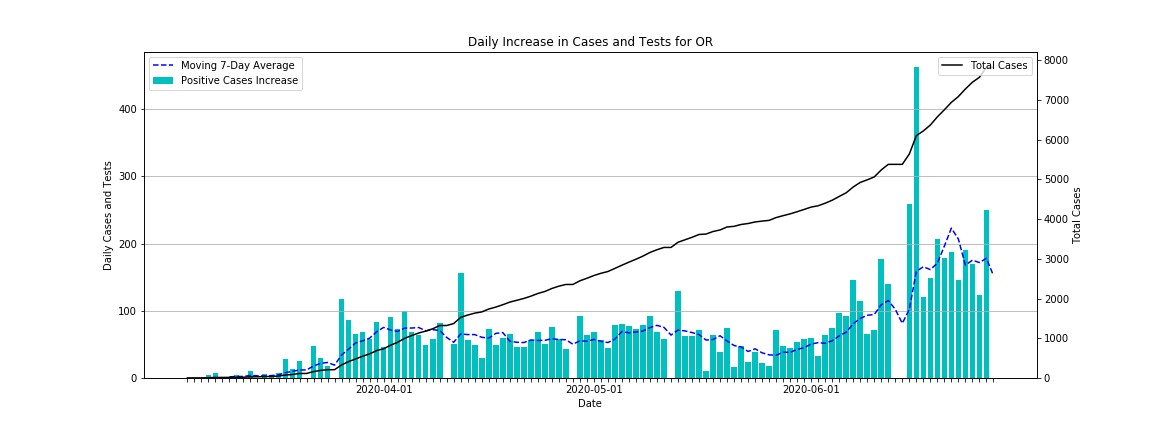 Daily Increase in Cases and Tests for OR
Moving 7-Day Average
Positive Cases Increase
Total Cases
Daily Cases and Tests
400
300
200
100
0
8000
7000
6000
5000
4000
3000
2000
1000
0
Total Cases
2020-04-01
2020-05-01
2020-06-01
Date